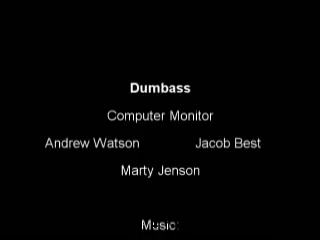 Dumbass
Computer Monitor
Andrew Watson Jacob Best
Marty Jenson
Music: